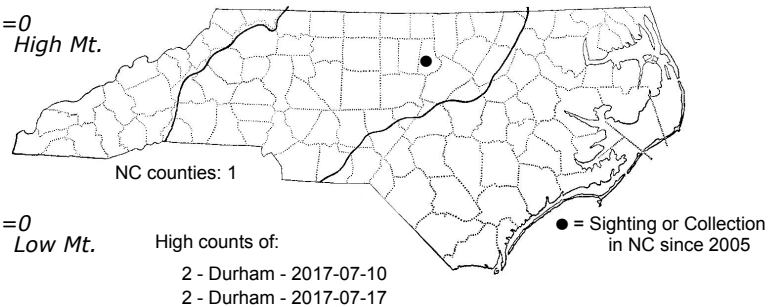 =0
High Mt.
NC counties: 1
=0
Low Mt.
High counts of:
2 - Durham - 2017-07-10
2 - Durham - 2017-07-17
● = Sighting or Collection
in NC since 2005